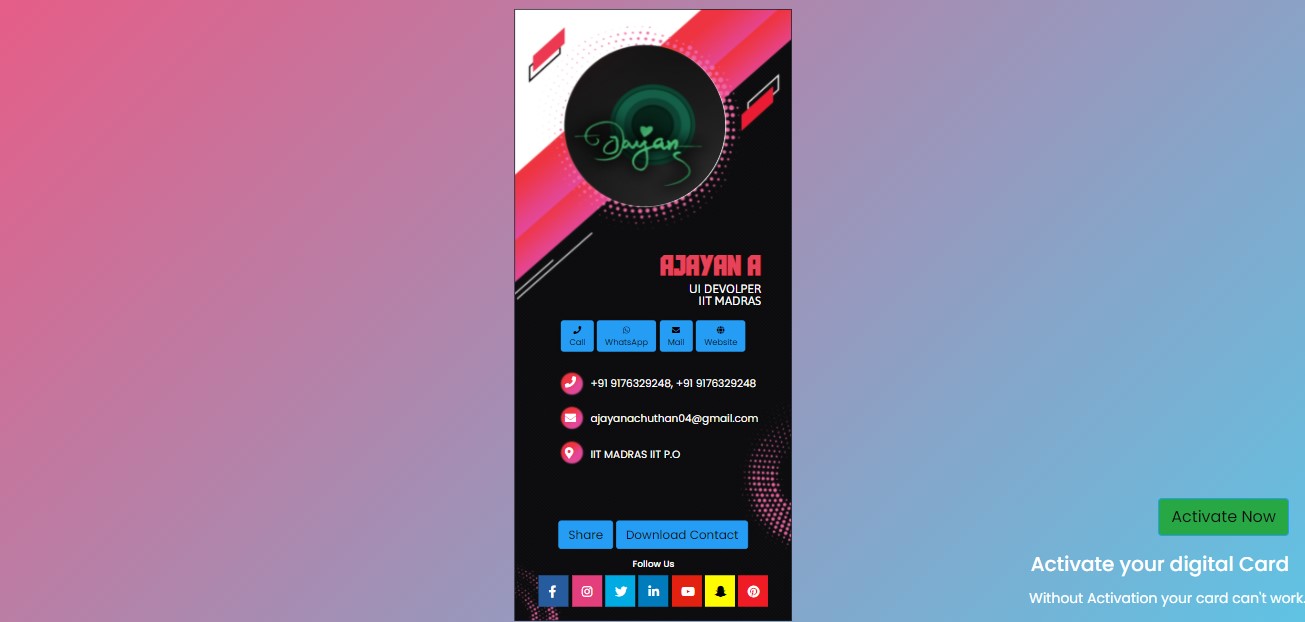 Ajayan
AJAYAN A
UI DEVOLPER
IIT MADRAS
Call
WhatsApp
Mail
Website
+91 9176329248, +91 9176329248
ajayanachuthan04@gmail.com
IIT MADRAS IIT P.O
Share
Download Contact
Follow Us
Activate Now
Activate your digital Card
Without Activation your card can't work.